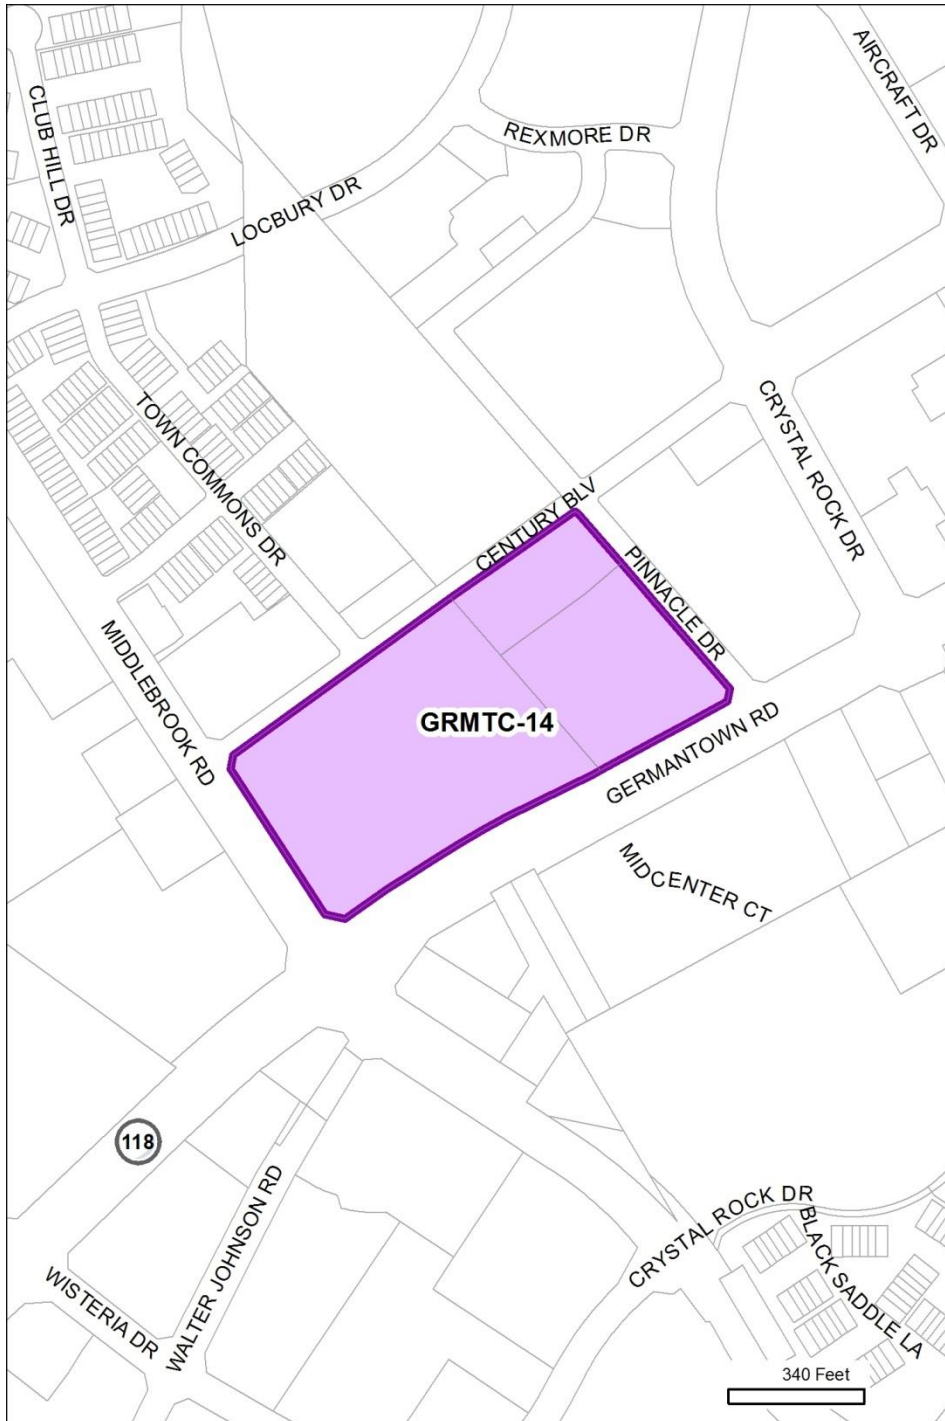 AIRCRAFT DR
CLUB HILL DR
REXMORE DR
LOCBURY DR
CRYSTAL ROCK DR
TOWN COMMONS DR
CENTURY BLV
PINNACLE DR
MIDDLEBROOK RD
GRMTC-14
GERMANTOWN RD
MIDCENTER CT
118
CRYSTAL ROCK DR
WALTER JOHNSON RD
BLACK SADDLE LA
WISTERIA DR
340 Feet